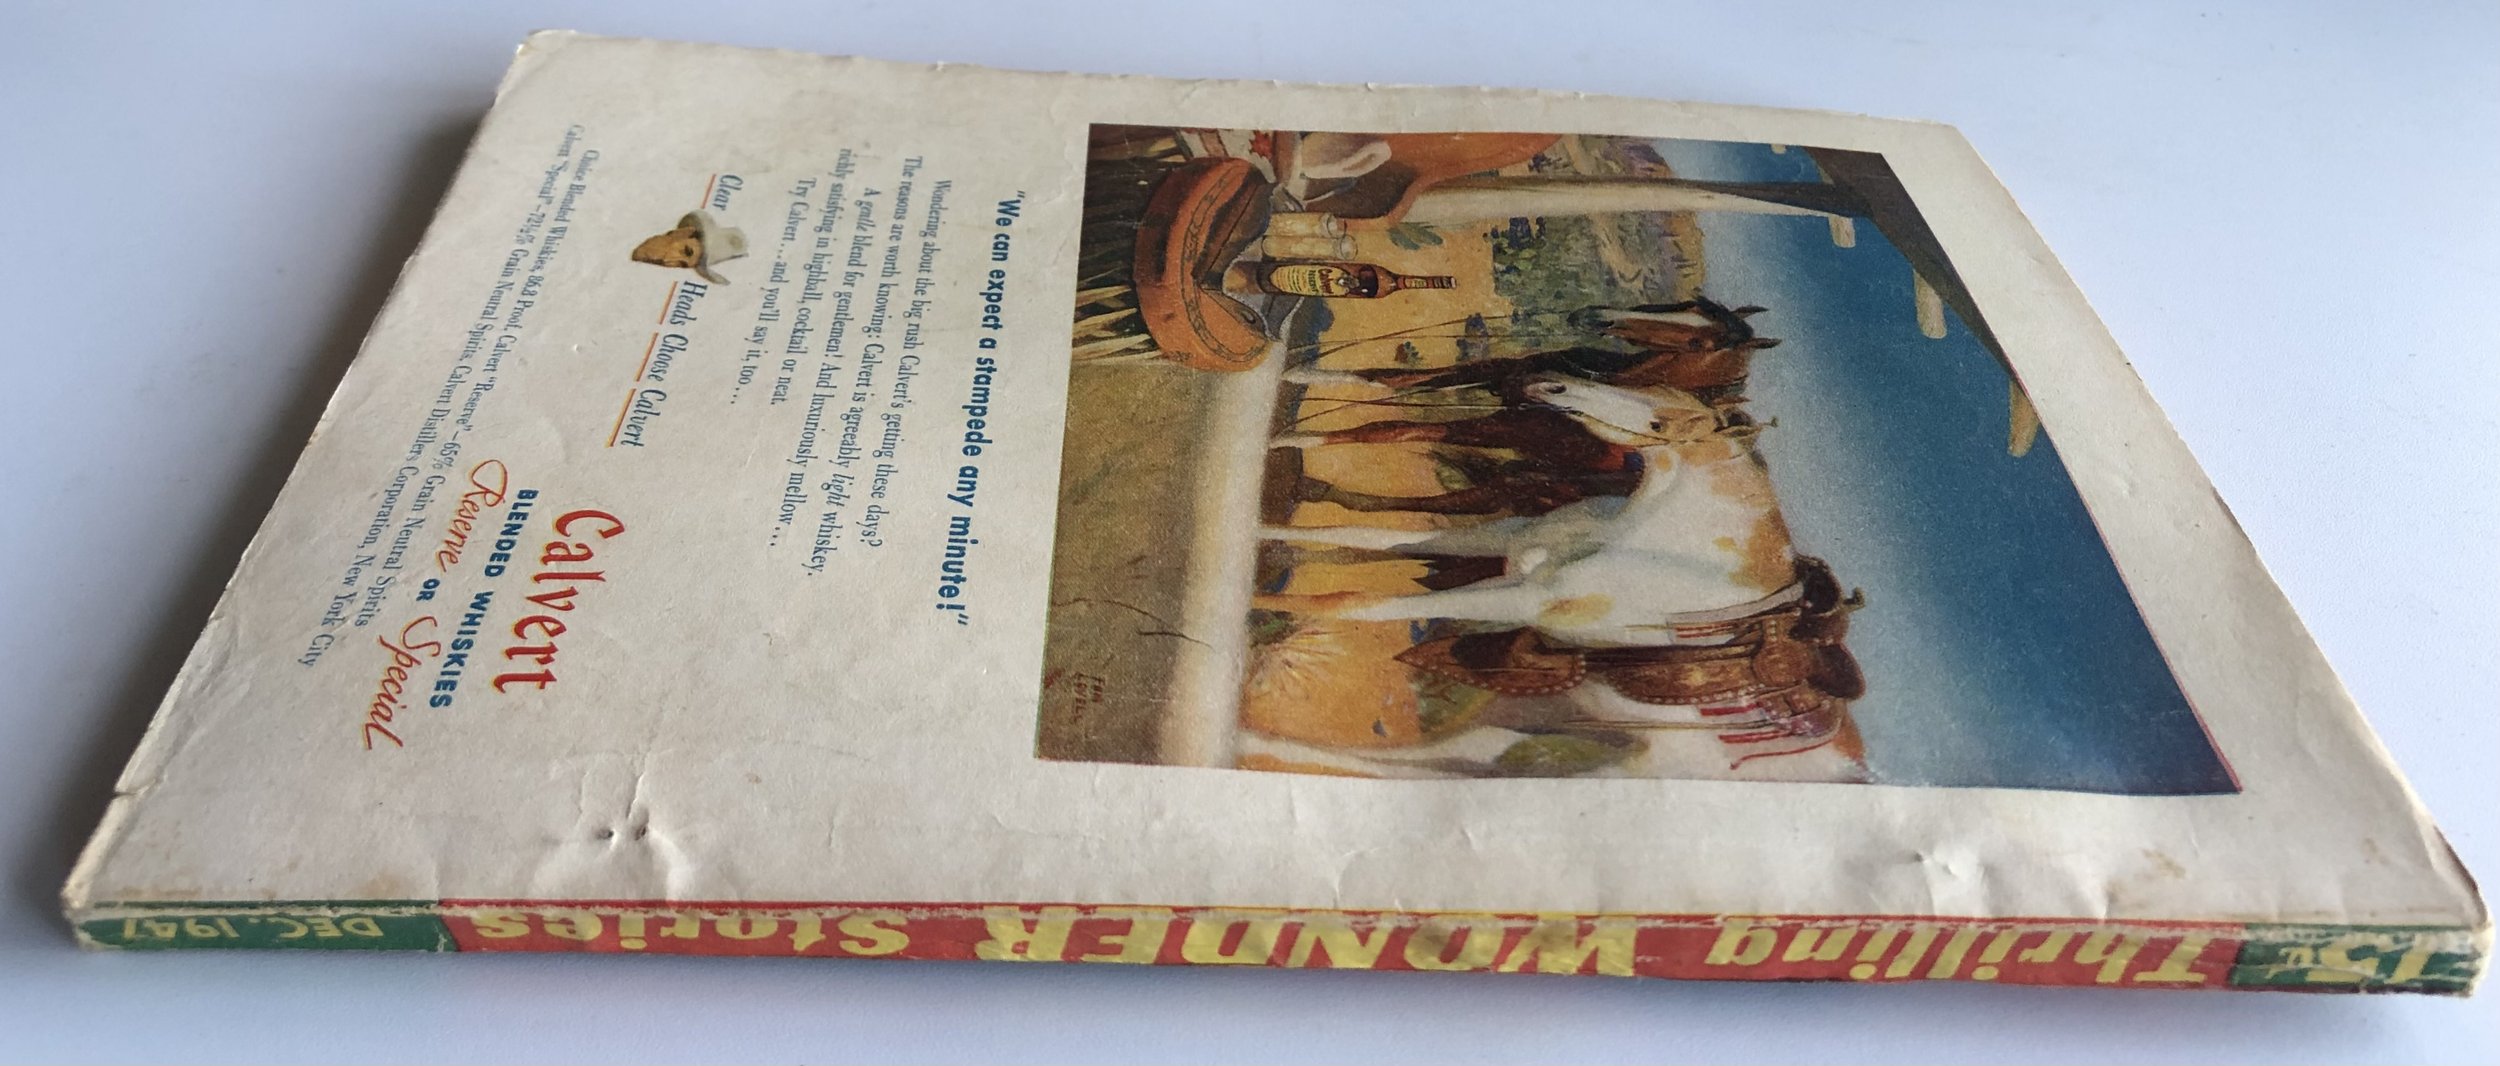 TOM
LOVELL
Calvert
RESERVE
"We can expect a stampede any minute!"
Wondering about the big rush Calvert's getting these days?
The reasons are worth knowing: Calvert is agreeably light whiskey.
A gentle blend for gentlemen! And luxuriously mellow...
richly satisfying in highball, cocktail or neat.
Try Calvert...and you'll say it, too...
Clear Heads Choose Calvert
Calvert
BLENDED WHISKIES
Reserve OR Special
Choice Blended Whiskies, 86.8 Proof, Calvert "Reserve"–65% Grain Neutral Spirits
Calvert "Special"–72½% Grain Neutral Spirits, Calvert Distillers Corporation, New York City
15¢ Thrilling WONDER Stories DEC. 1947